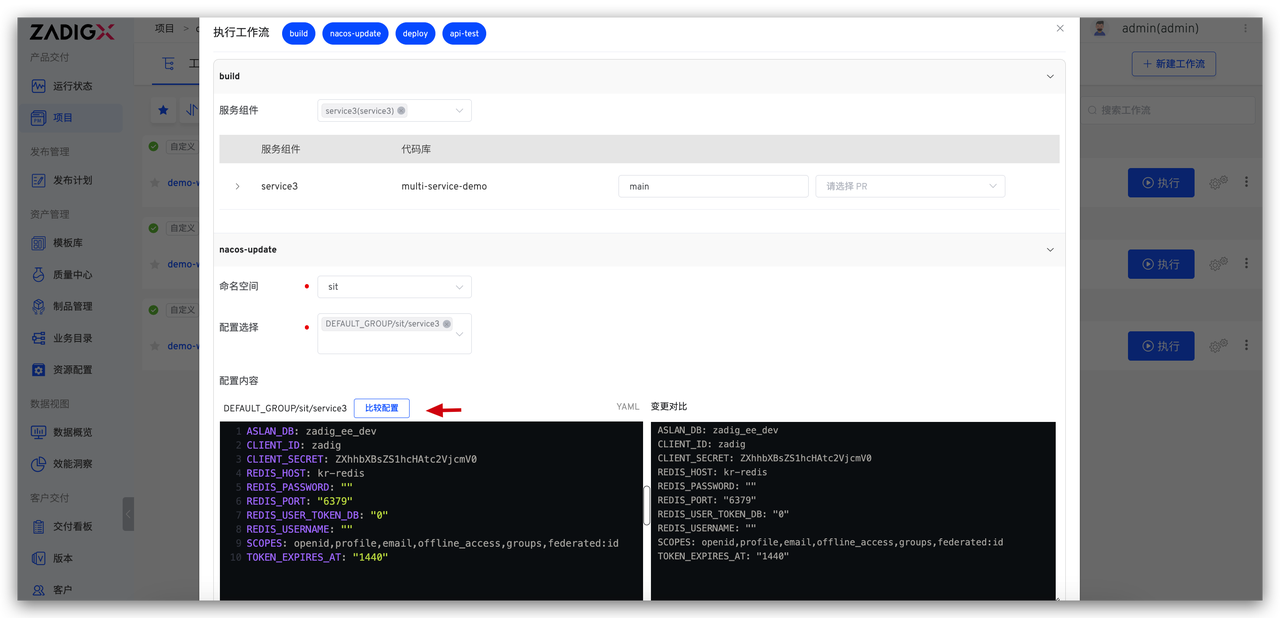 ZADIGX
产品交付
运行状态
项目
发布管理
发布计划
资产管理
模板库
质量中心
制品管理
业务目录
资源配置
数据视图
数据概览
效能洞察
客户交付
交付看板
版本
客户
项目 >
自定义
demo-w
自定义
demo-w
自定义
demo-w
执行工作流 build nacos-update deploy api-test
build
服务组件 service3(service3)
服务组件 代码库
service3 multi-service-demo main 请选择 PR
nacos-update
命名空间 sit
配置选择 DEFAULT_GROUP/sit/service3
配置内容
DEFAULT_GROUP/sit/service3 比较配置 YAML
1 ASLAN_DB: zadig_ee_dev
2 CLIENT_ID: zadig
3 CLIENT_SECRET: ZXhhbXBsZS1hcHAtc2VjcmV0
4 REDIS_HOST: kr-redis
5 REDIS_PASSWORD: ""
6 REDIS_PORT: "6379"
7 REDIS_USER_TOKEN_DB: "0"
8 REDIS_USERNAME: ""
9 SCOPES: openid,profile,email,offline_access,groups,federated:id
10 TOKEN_EXPIRES_AT: "1440"
变更对比
ASLAN_DB: zadig_ee_dev
CLIENT_ID: zadig
CLIENT_SECRET: ZXhhbXBsZS1hcHAtc2VjcmV0
REDIS_HOST: kr-redis
REDIS_PASSWORD: ""
REDIS_PORT: "6379"
REDIS_USER_TOKEN_DB: "0"
REDIS_USERNAME: ""
SCOPES: openid,profile,email,offline_access,groups,federated:id
TOKEN_EXPIRES_AT: "1440"
admin(admin)
+ 新建工作流
搜索工作流
执行
执行
执行